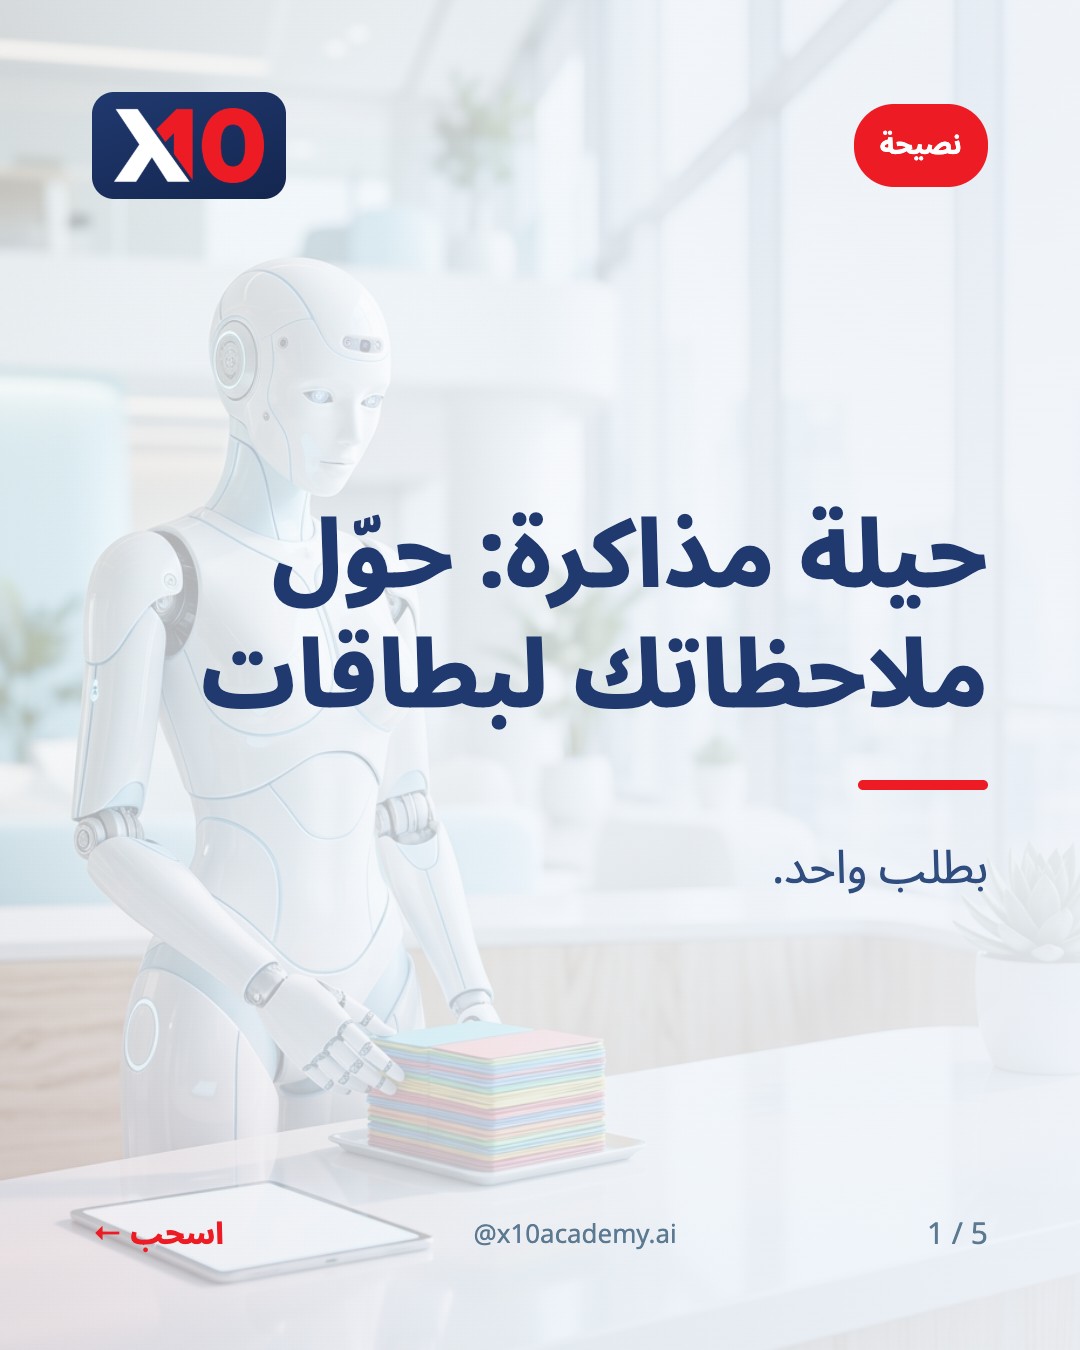 X10
نصيحة
حيلة مذاكرة: حوّل
ملاحظاتك لبطاقات
بطلب واحد.
1 / 5
@x10academy.ai
اسحب ←